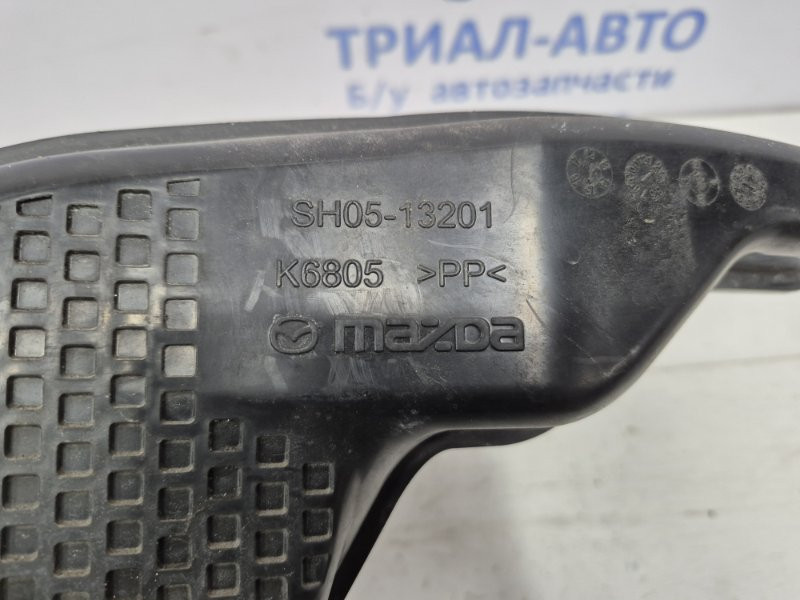 ТРИАЛ-АВТО
Б/у автозапчасти
SH05-13201
K6805 >PP<
mazda